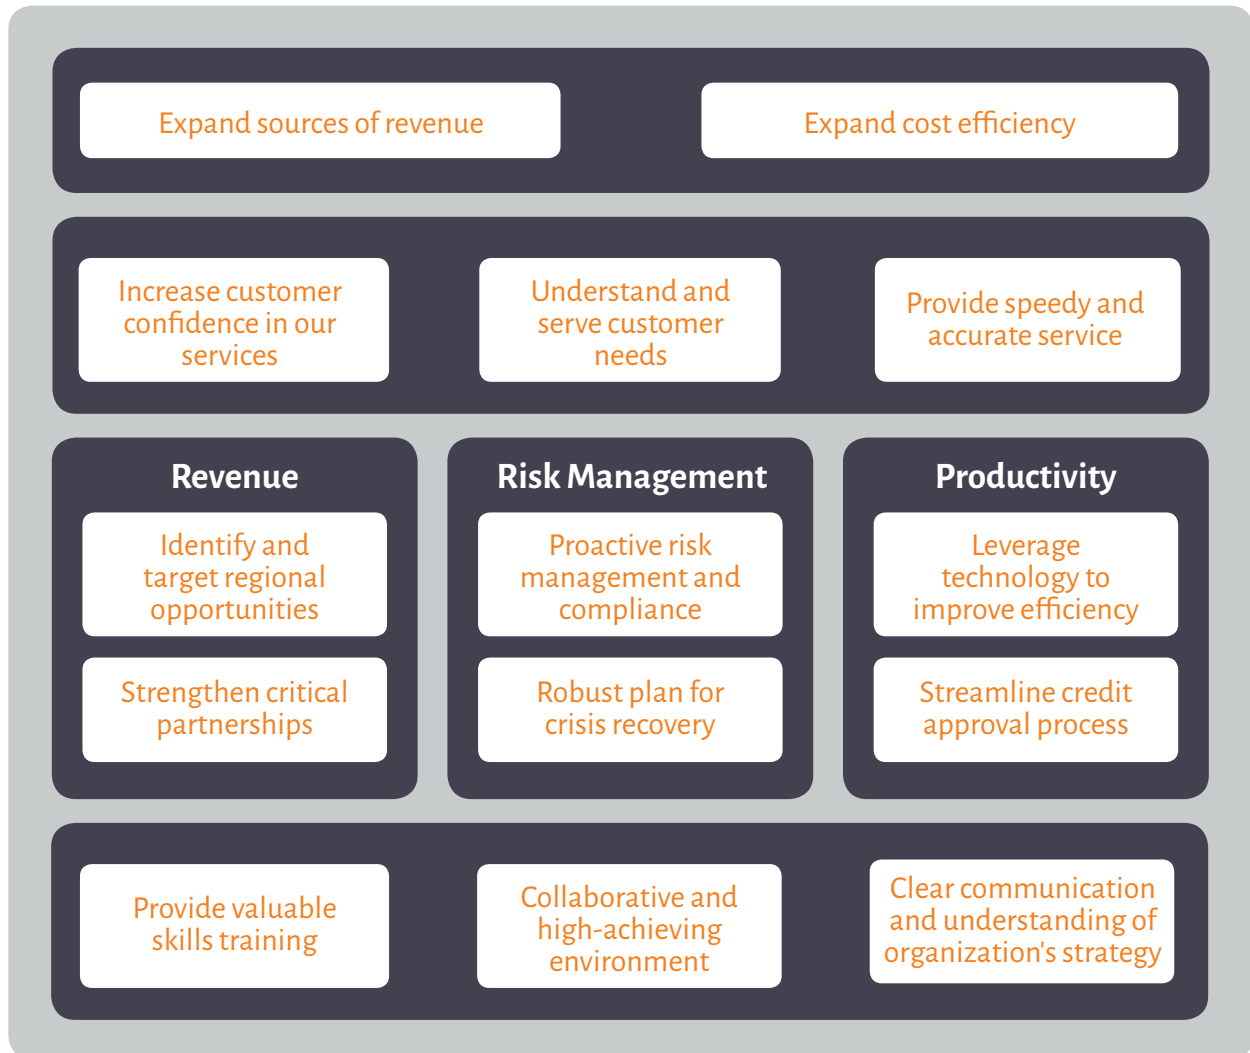 Expand sources of revenue
Expand cost efficiency
Increase customer
confidence in our
services
Understand and
serve customer
needs
Provide speedy and
accurate service
Revenue
Identify and
target regional
opportunities
Strengthen critical
partnerships
Risk Management
Proactive risk
management and
compliance
Robust plan for
crisis recovery
Productivity
Leverage
technology to
improve efficiency
Streamline credit
approval process
Provide valuable
skills training
Collaborative and
high-achieving
environment
Clear communication
and understanding of
organization's strategy